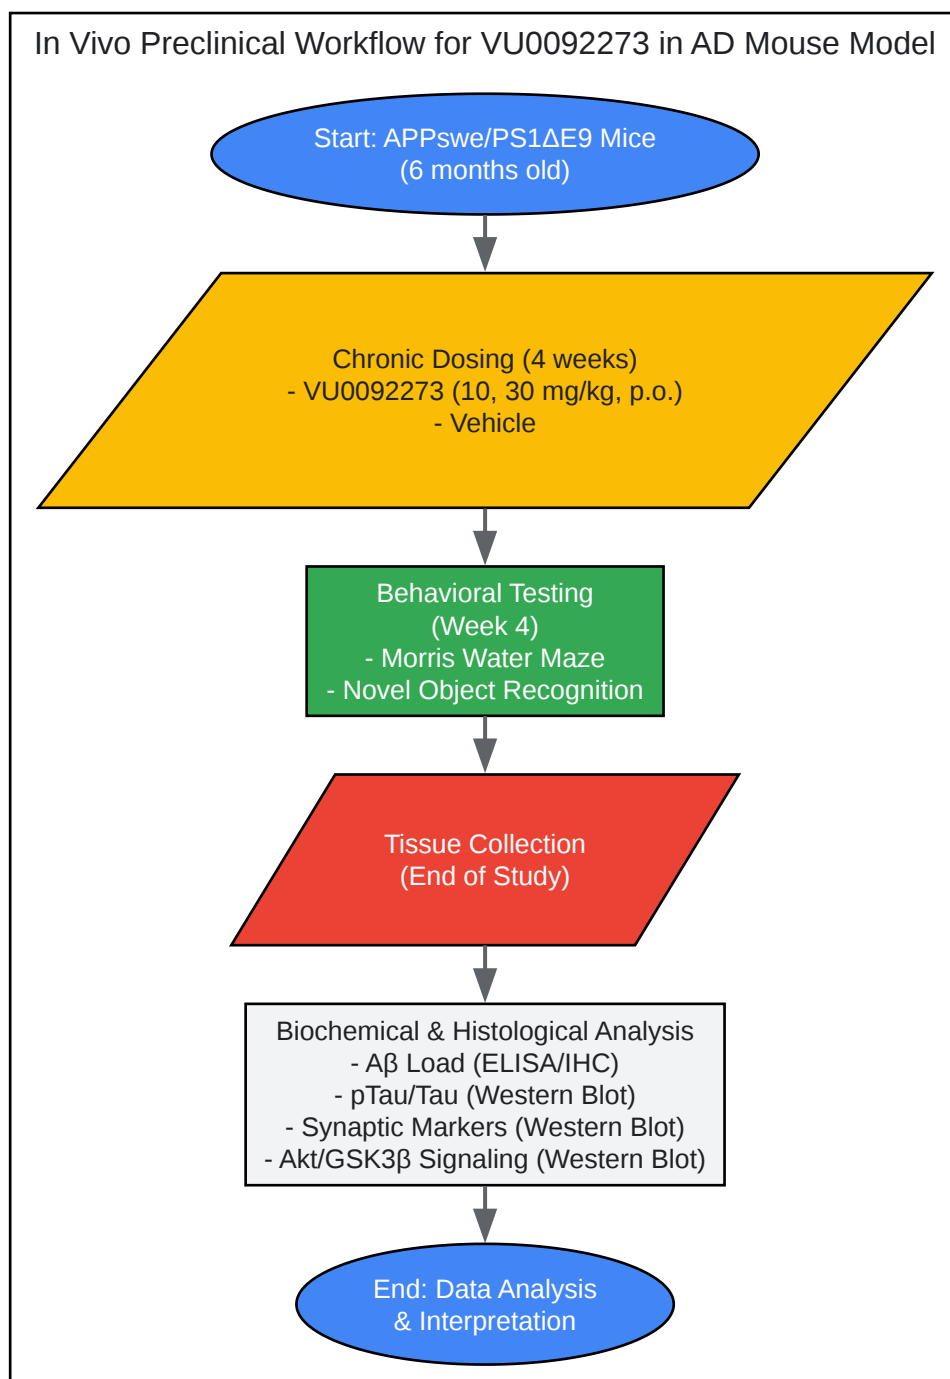 In Vivo Preclinical Workflow for VU0092273 in AD Mouse Model
Start: APPswe/PS1ΔE9 Mice
(6 months old)
Chronic Dosing (4 weeks)
- VU0092273 (10, 30 mg/kg, p.o.)
- Vehicle
Behavioral Testing
(Week 4)
- Morris Water Maze
- Novel Object Recognition
Tissue Collection
(End of Study)
Biochemical & Histological Analysis
- Aβ Load (ELISA/IHC)
- pTau/Tau (Western Blot)
- Synaptic Markers (Western Blot)
- Akt/GSK3β Signaling (Western Blot)
End: Data Analysis
& Interpretation